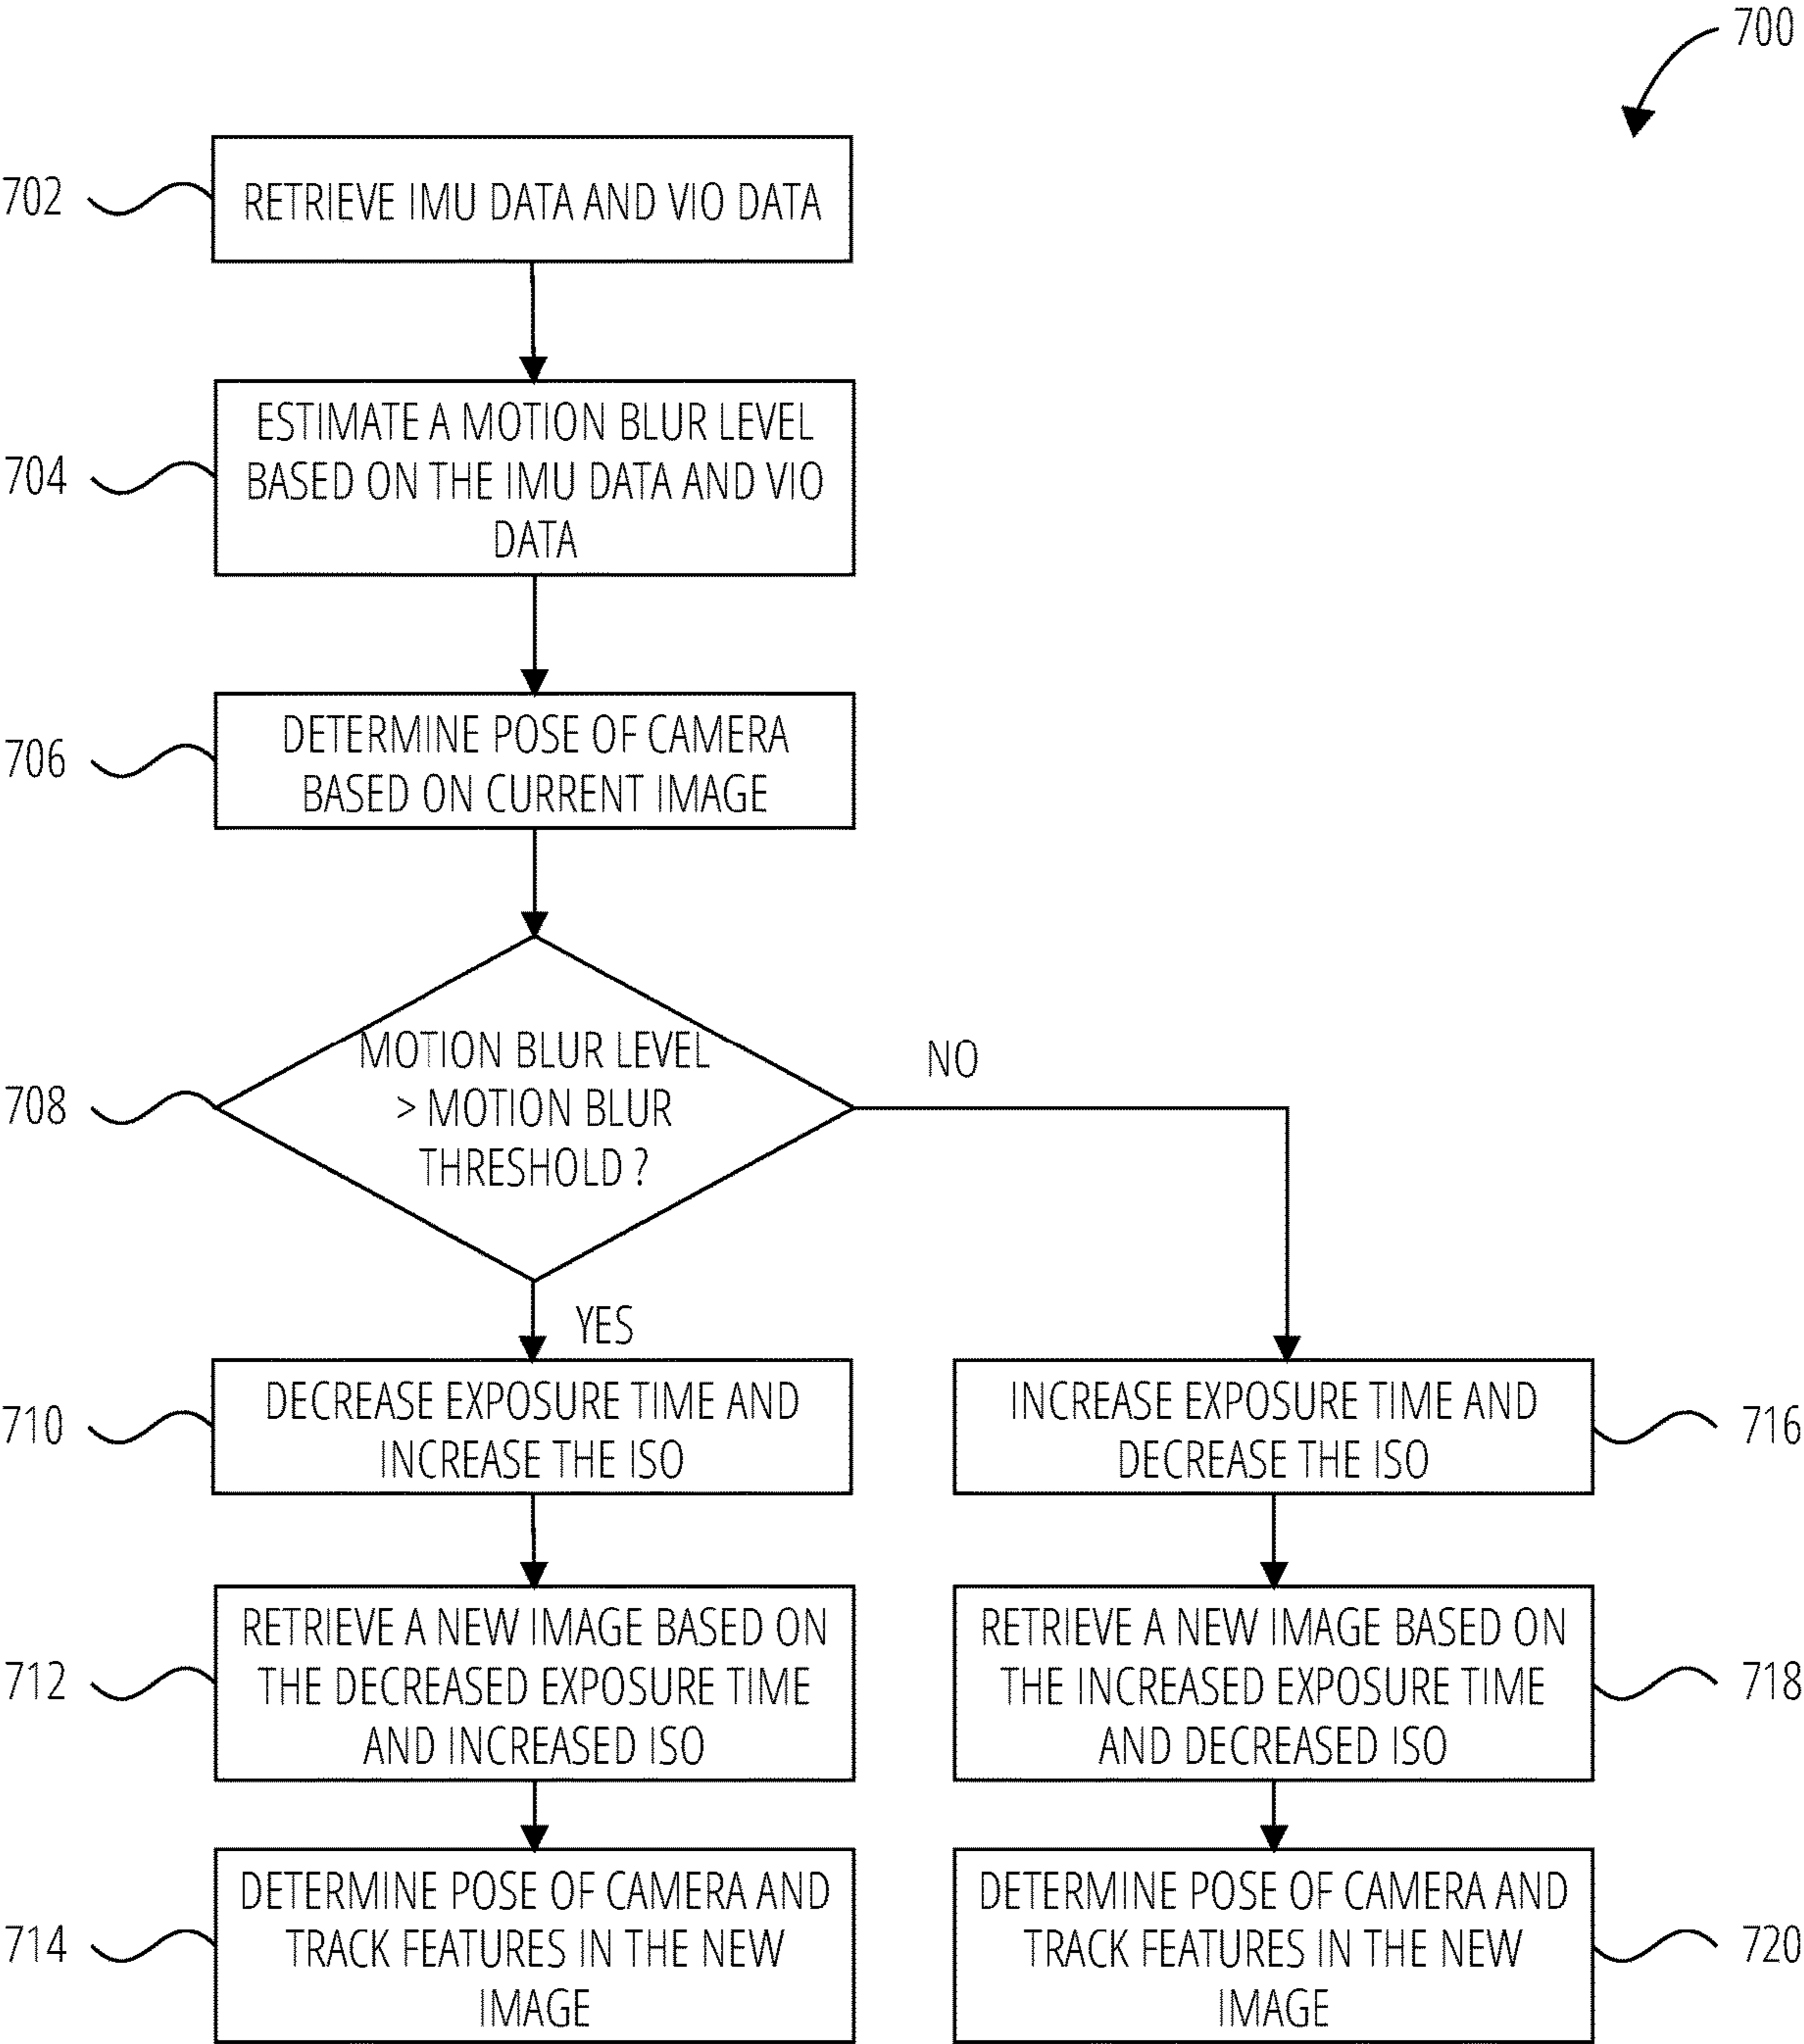 700
702
RETRIEVE IMU DATA AND VIO DATA
704
ESTIMATE A MOTION BLUR LEVEL
BASED ON THE IMU DATA AND VIO
DATA
706
DETERMINE POSE OF CAMERA
BASED ON CURRENT IMAGE
708
MOTION BLUR LEVEL
> MOTION BLUR
THRESHOLD ?
NO
YES
710
DECREASE EXPOSURE TIME AND
INCREASE THE ISO
712
RETRIEVE A NEW IMAGE BASED ON
THE DECREASED EXPOSURE TIME
AND INCREASED ISO
714
DETERMINE POSE OF CAMERA AND
TRACK FEATURES IN THE NEW
IMAGE
INCREASE EXPOSURE TIME AND
DECREASE THE ISO
716
RETRIEVE A NEW IMAGE BASED ON
THE INCREASED EXPOSURE TIME
AND DECREASED ISO
718
DETERMINE POSE OF CAMERA AND
TRACK FEATURES IN THE NEW
IMAGE
720